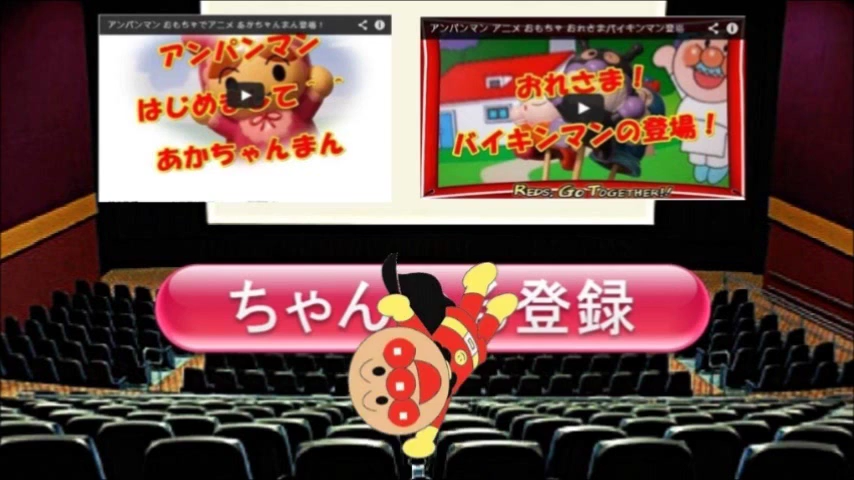 アンパンマン おもちゃでアニメ あかちゃんまん登場！
アンパンマン
はじめまして
あかちゃんまん
アンパンマン アニメ おもちゃ おれさまバイキンマン登場
おれさま！
バイキンマンの登場！
REDS, GO TOGETHER!!
ちゃん
登録